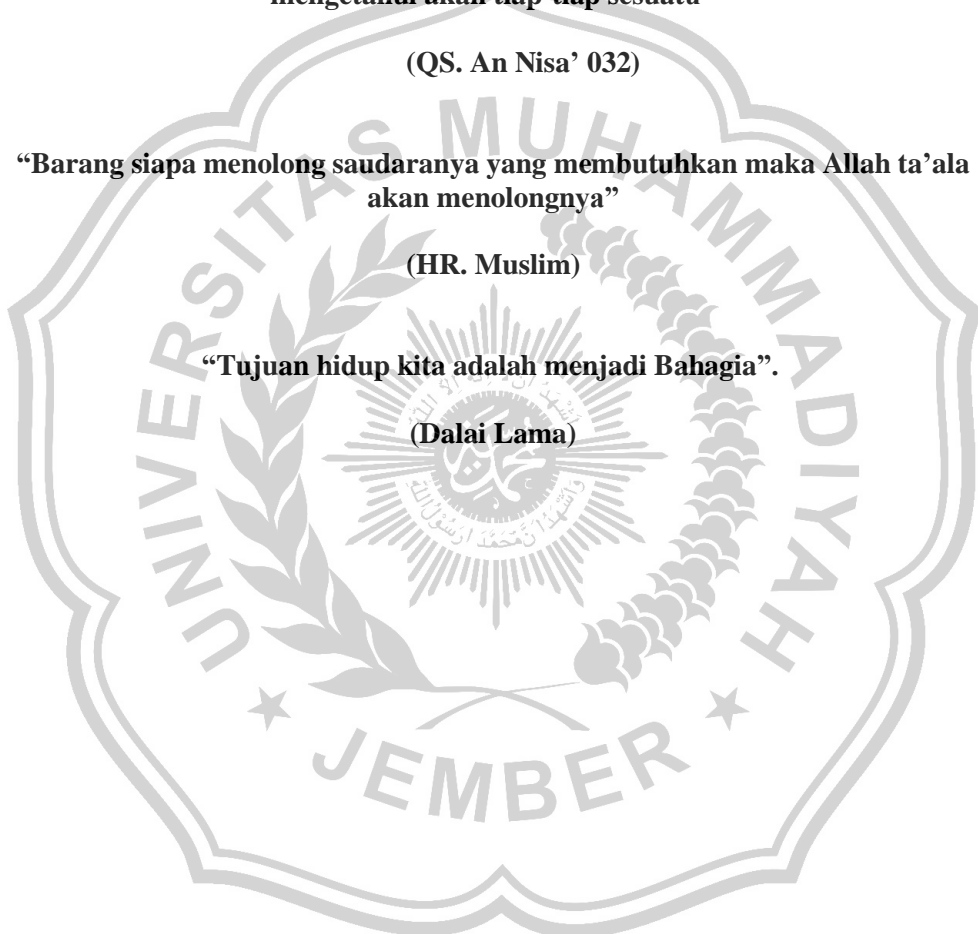 mengetahui akan tiap-tiap sesuatu”
(QS. An Nisa’ 032)
“Barang siapa menolong saudaranya yang membutuhkan maka Allah ta’ala
akan menolongnya”
(HR. Muslim)
“Tujuan hidup kita adalah menjadi Bahagia”.
(Dalai Lama)
UNIVERSITAS MUHAMMADIYAH
JEMBER